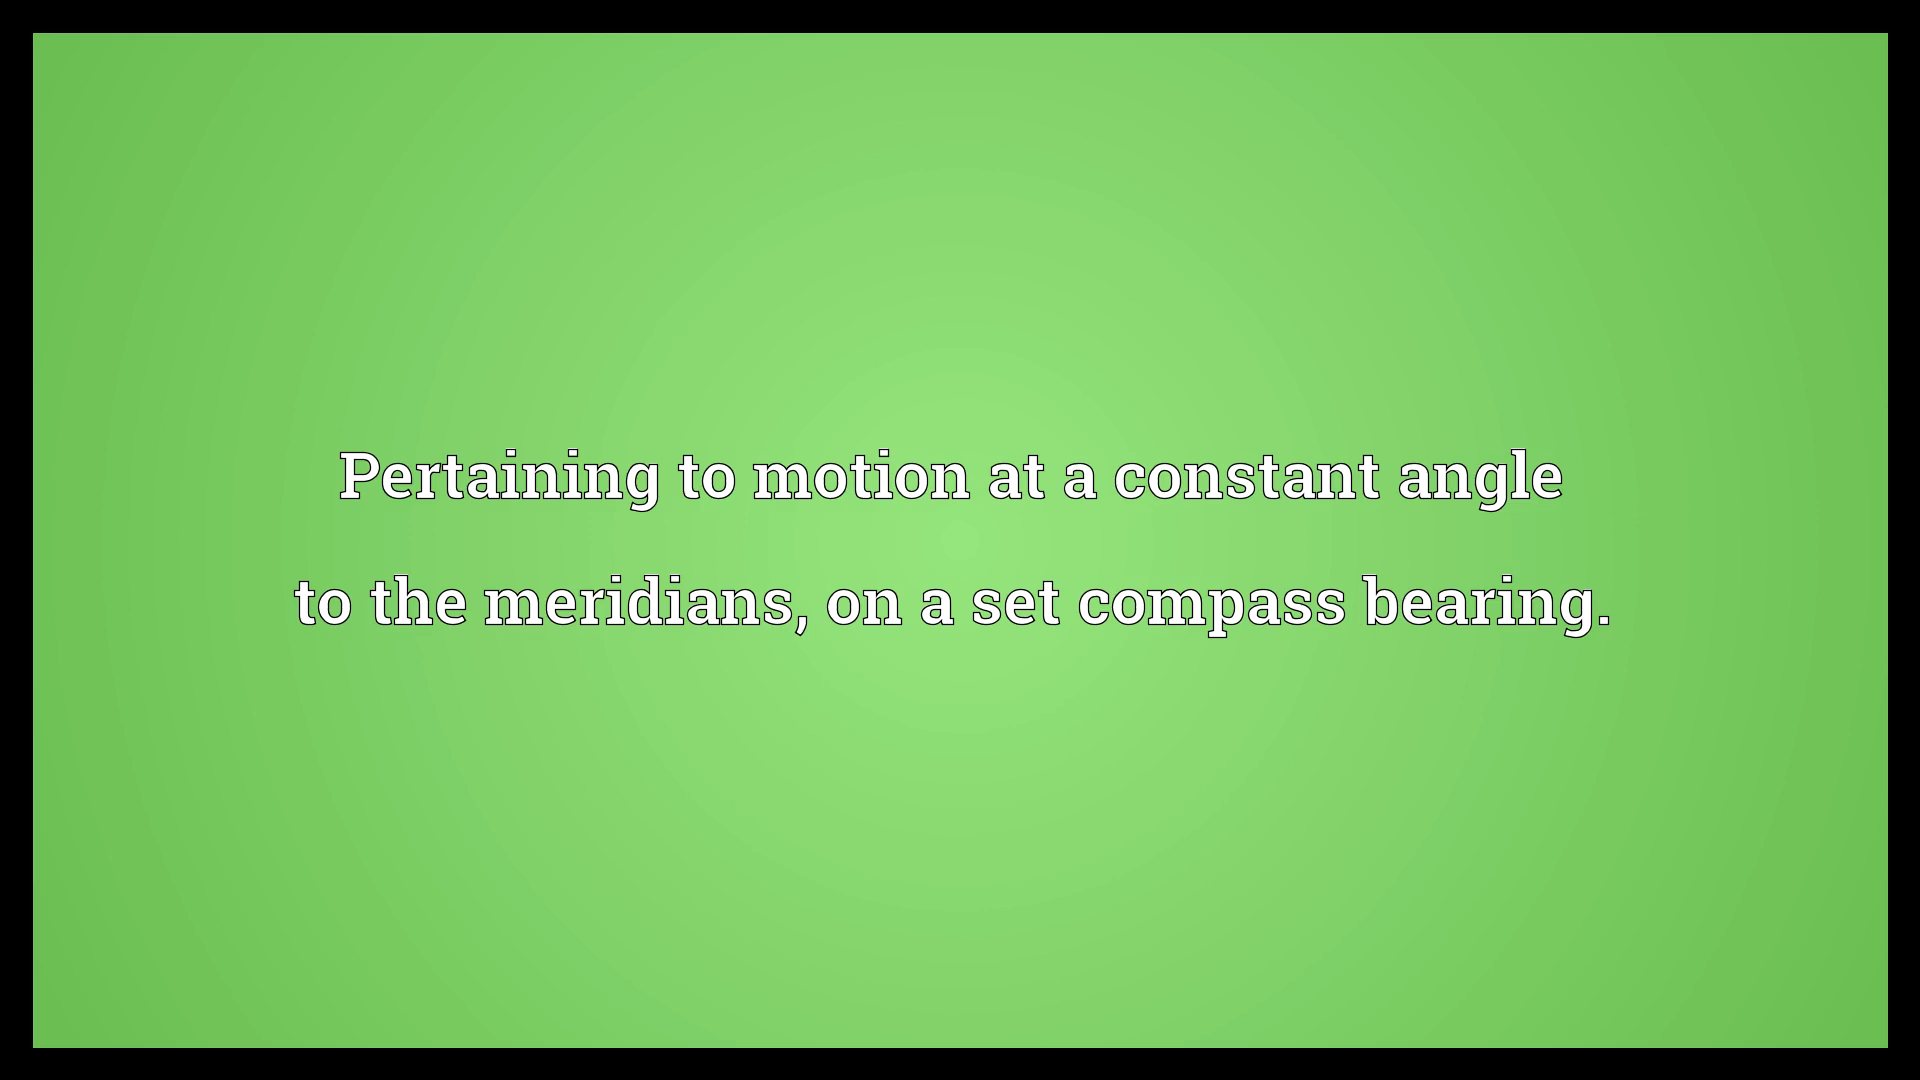 Pertaining to motion at a constant angle
to the meridians, on a set compass bearing.